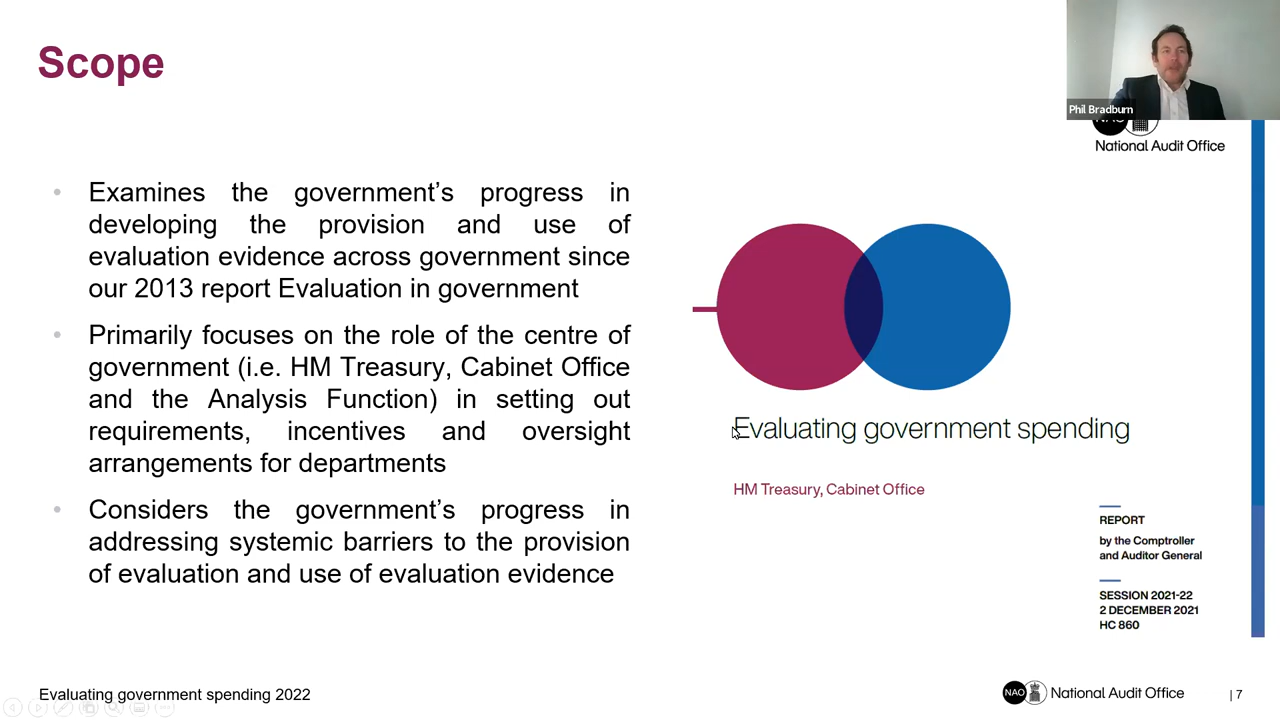 Scope
Phil Bradburn
NAO
National Audit Office
Examines the government’s progress in
developing the provision and use of
evaluation evidence across government since
our 2013 report Evaluation in government
Primarily focuses on the role of the centre of
government (i.e. HM Treasury, Cabinet Office
and the Analysis Function) in setting out
requirements, incentives and oversight
arrangements for departments
Considers the government’s progress in
addressing systemic barriers to the provision
of evaluation and use of evaluation evidence
Evaluating government spending
HM Treasury, Cabinet Office
REPORT
by the Comptroller
and Auditor General
SESSION 2021-22
2 DECEMBER 2021
HC 860
Evaluating government spending 2022
NAO National Audit Office
| 7